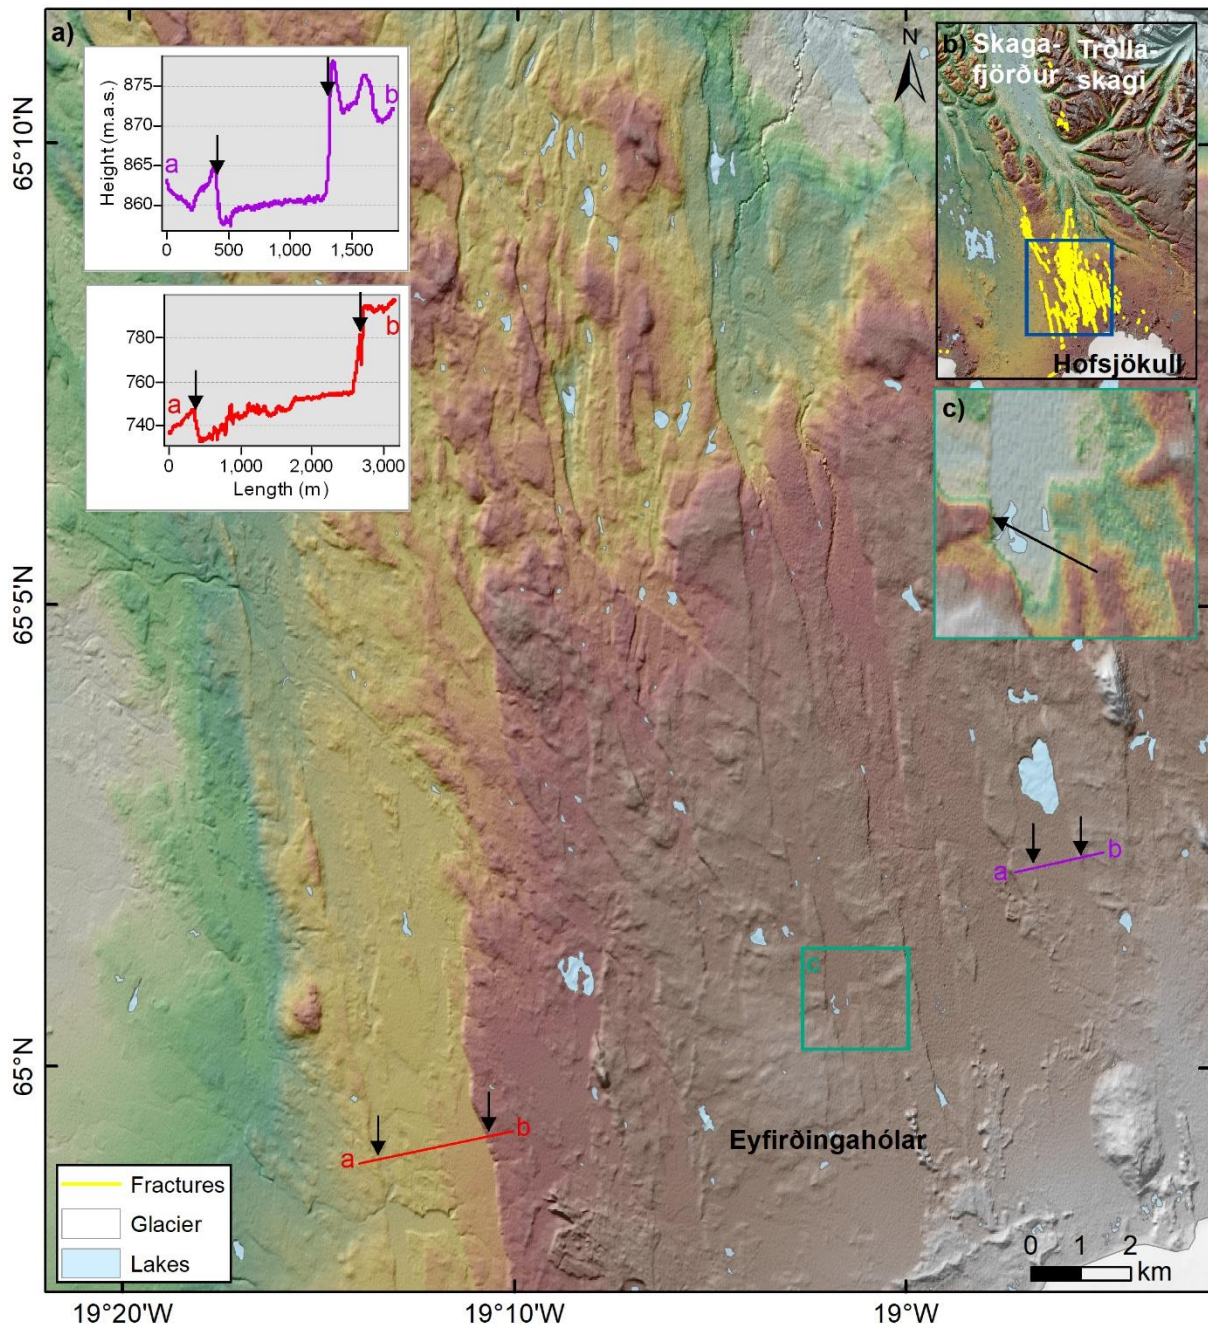 a)
875
870
865
860
Height (m.a.s.)
a
b
0
500
1,000
1,500
780
760
740
a
b
0
1,000
2,000
3,000
Length (m)
N
b)
Skaga-
fjörður
Trölla-
skagi
Hofsjökull
c)
65°10'N
65°5'N
65°N
a
b
c
a
b
Eyfirðingahólar
Fractures
Glacier
Lakes
0 1 2
km
19°20'W
19°10'W
19°W